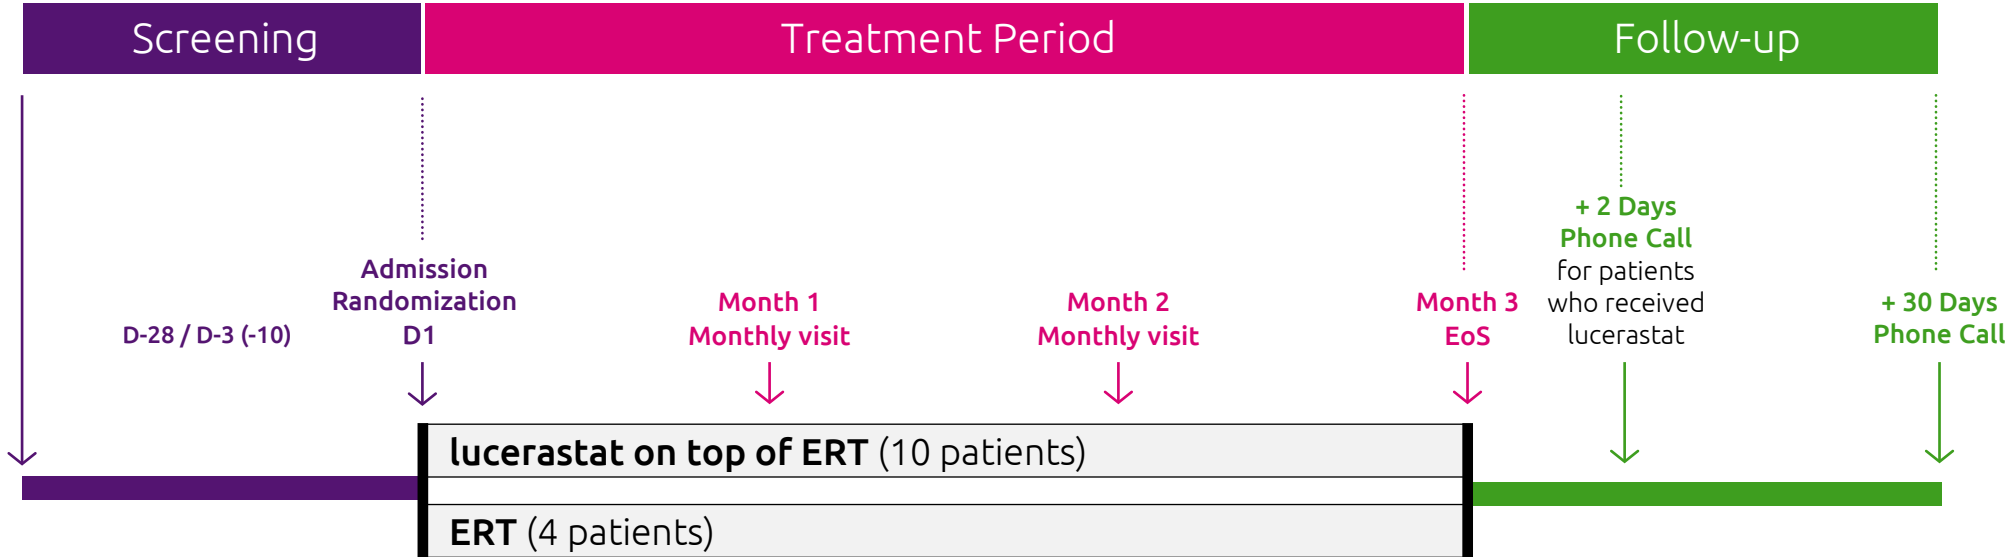 Screening
Treatment Period
Follow-up
D-28 / D-3 (-10)
Admission
Randomization
D1
Month 1
Monthly visit
Month 2
Monthly visit
Month 3
EoS
+ 2 Days
Phone Call
for patients
who received
lucerastat
+ 30 Days
Phone Call
lucerastat on top of ERT (10 patients)
ERT (4 patients)